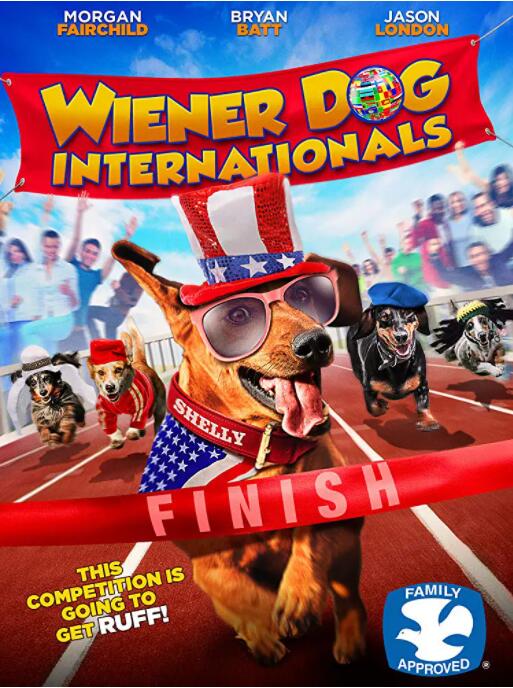 MORGAN
FAIRCHILD
BRYAN
BATT
JASON
LONDON
WIENER DOG
INTERNATIONALS
SHELLY
FINISH
THIS
COMPETITION IS
GOING TO
GET RUFF!
FAMILY
APPROVED
®